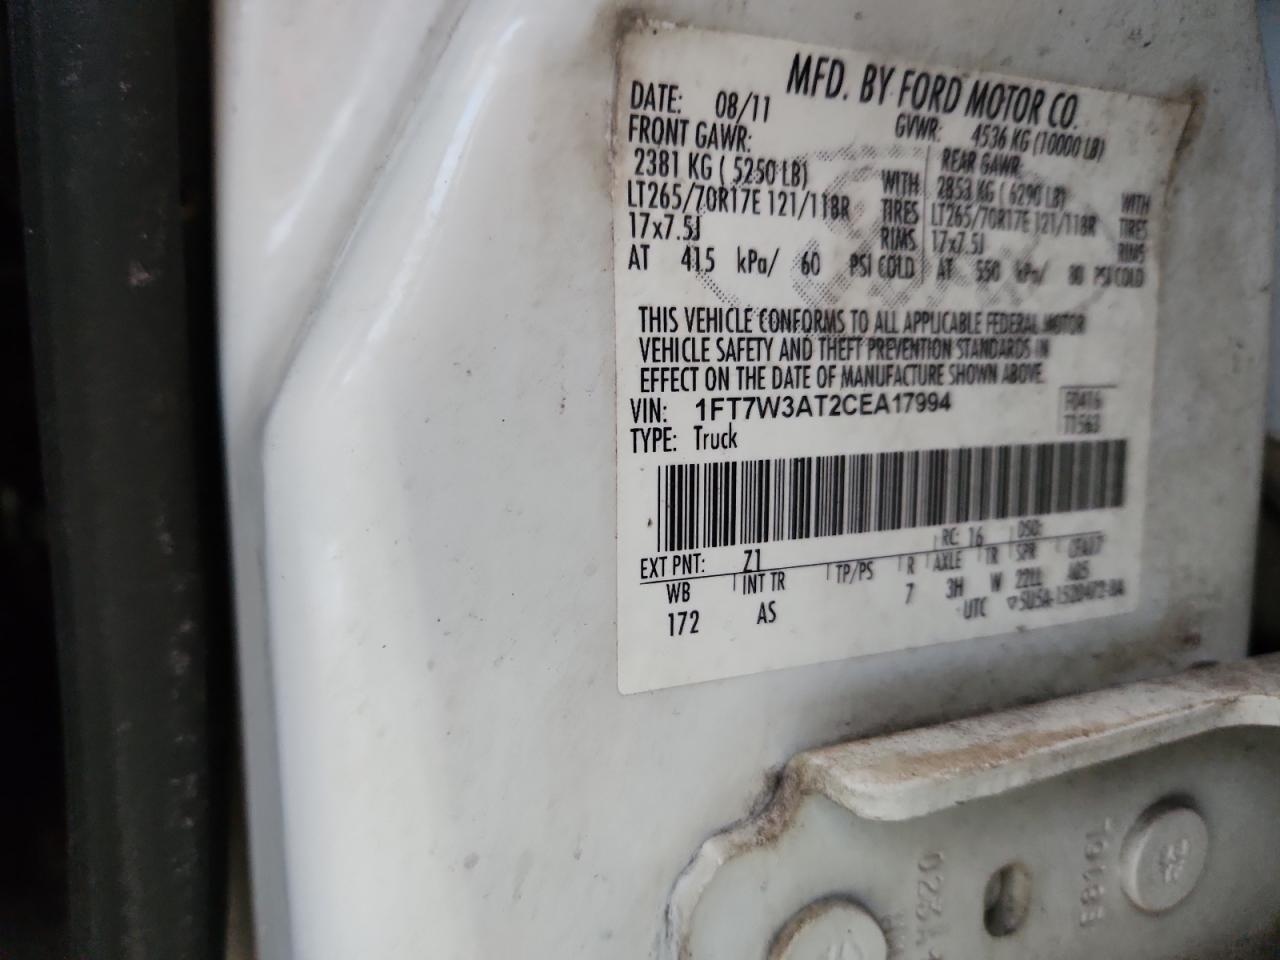 MFD. BY FORD MOTOR CO.
DATE: 08/11 GVWR: 4536 KG (10000 LB)
FRONT GAWR: REAR GAWR:
2381 KG ( 5250 LB) WITH 2853 KG ( 6290 LB) WITH
LT265/70R17E 121/118R TIRES LT265/70R17E 121/118R TIRES
17x7.5J RIMS 17x7.5J RIMS
AT 415 kPa/ 60 PSI COLD AT 550 kPa/ 80 PSI COLD
THIS VEHICLE CONFORMS TO ALL APPLICABLE FEDERAL MOTOR
VEHICLE SAFETY AND THEFT PREVENTION STANDARDS IN
EFFECT ON THE DATE OF MANUFACTURE SHOWN ABOVE.
VIN: 1FT7W3AT2CEA17994 F0416
TYPE: Truck T1563
RC: 16 DSO:
EXT PNT: Z1
WB INT TR TP/PS R AXLE TR SPR
172 AS 7 3H W 22LL
UTC